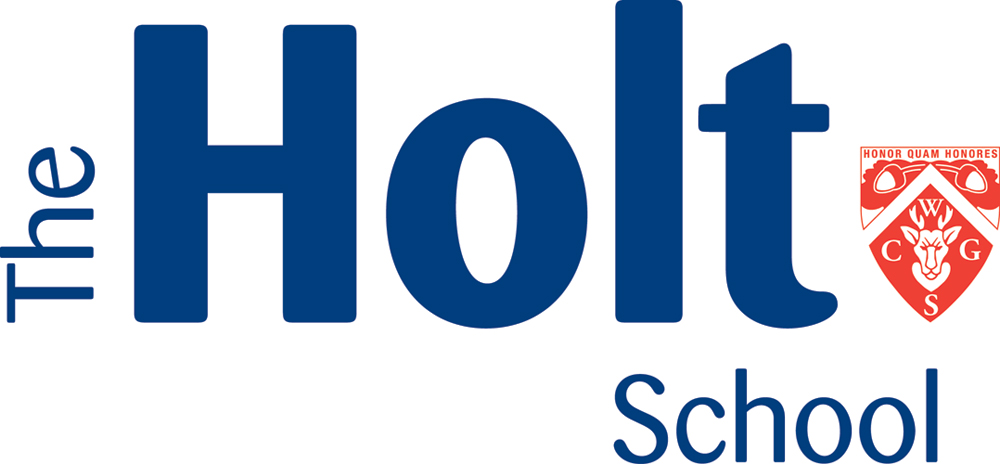 The
Holt
School
HONOR QUAM HONORES
W
C G
S